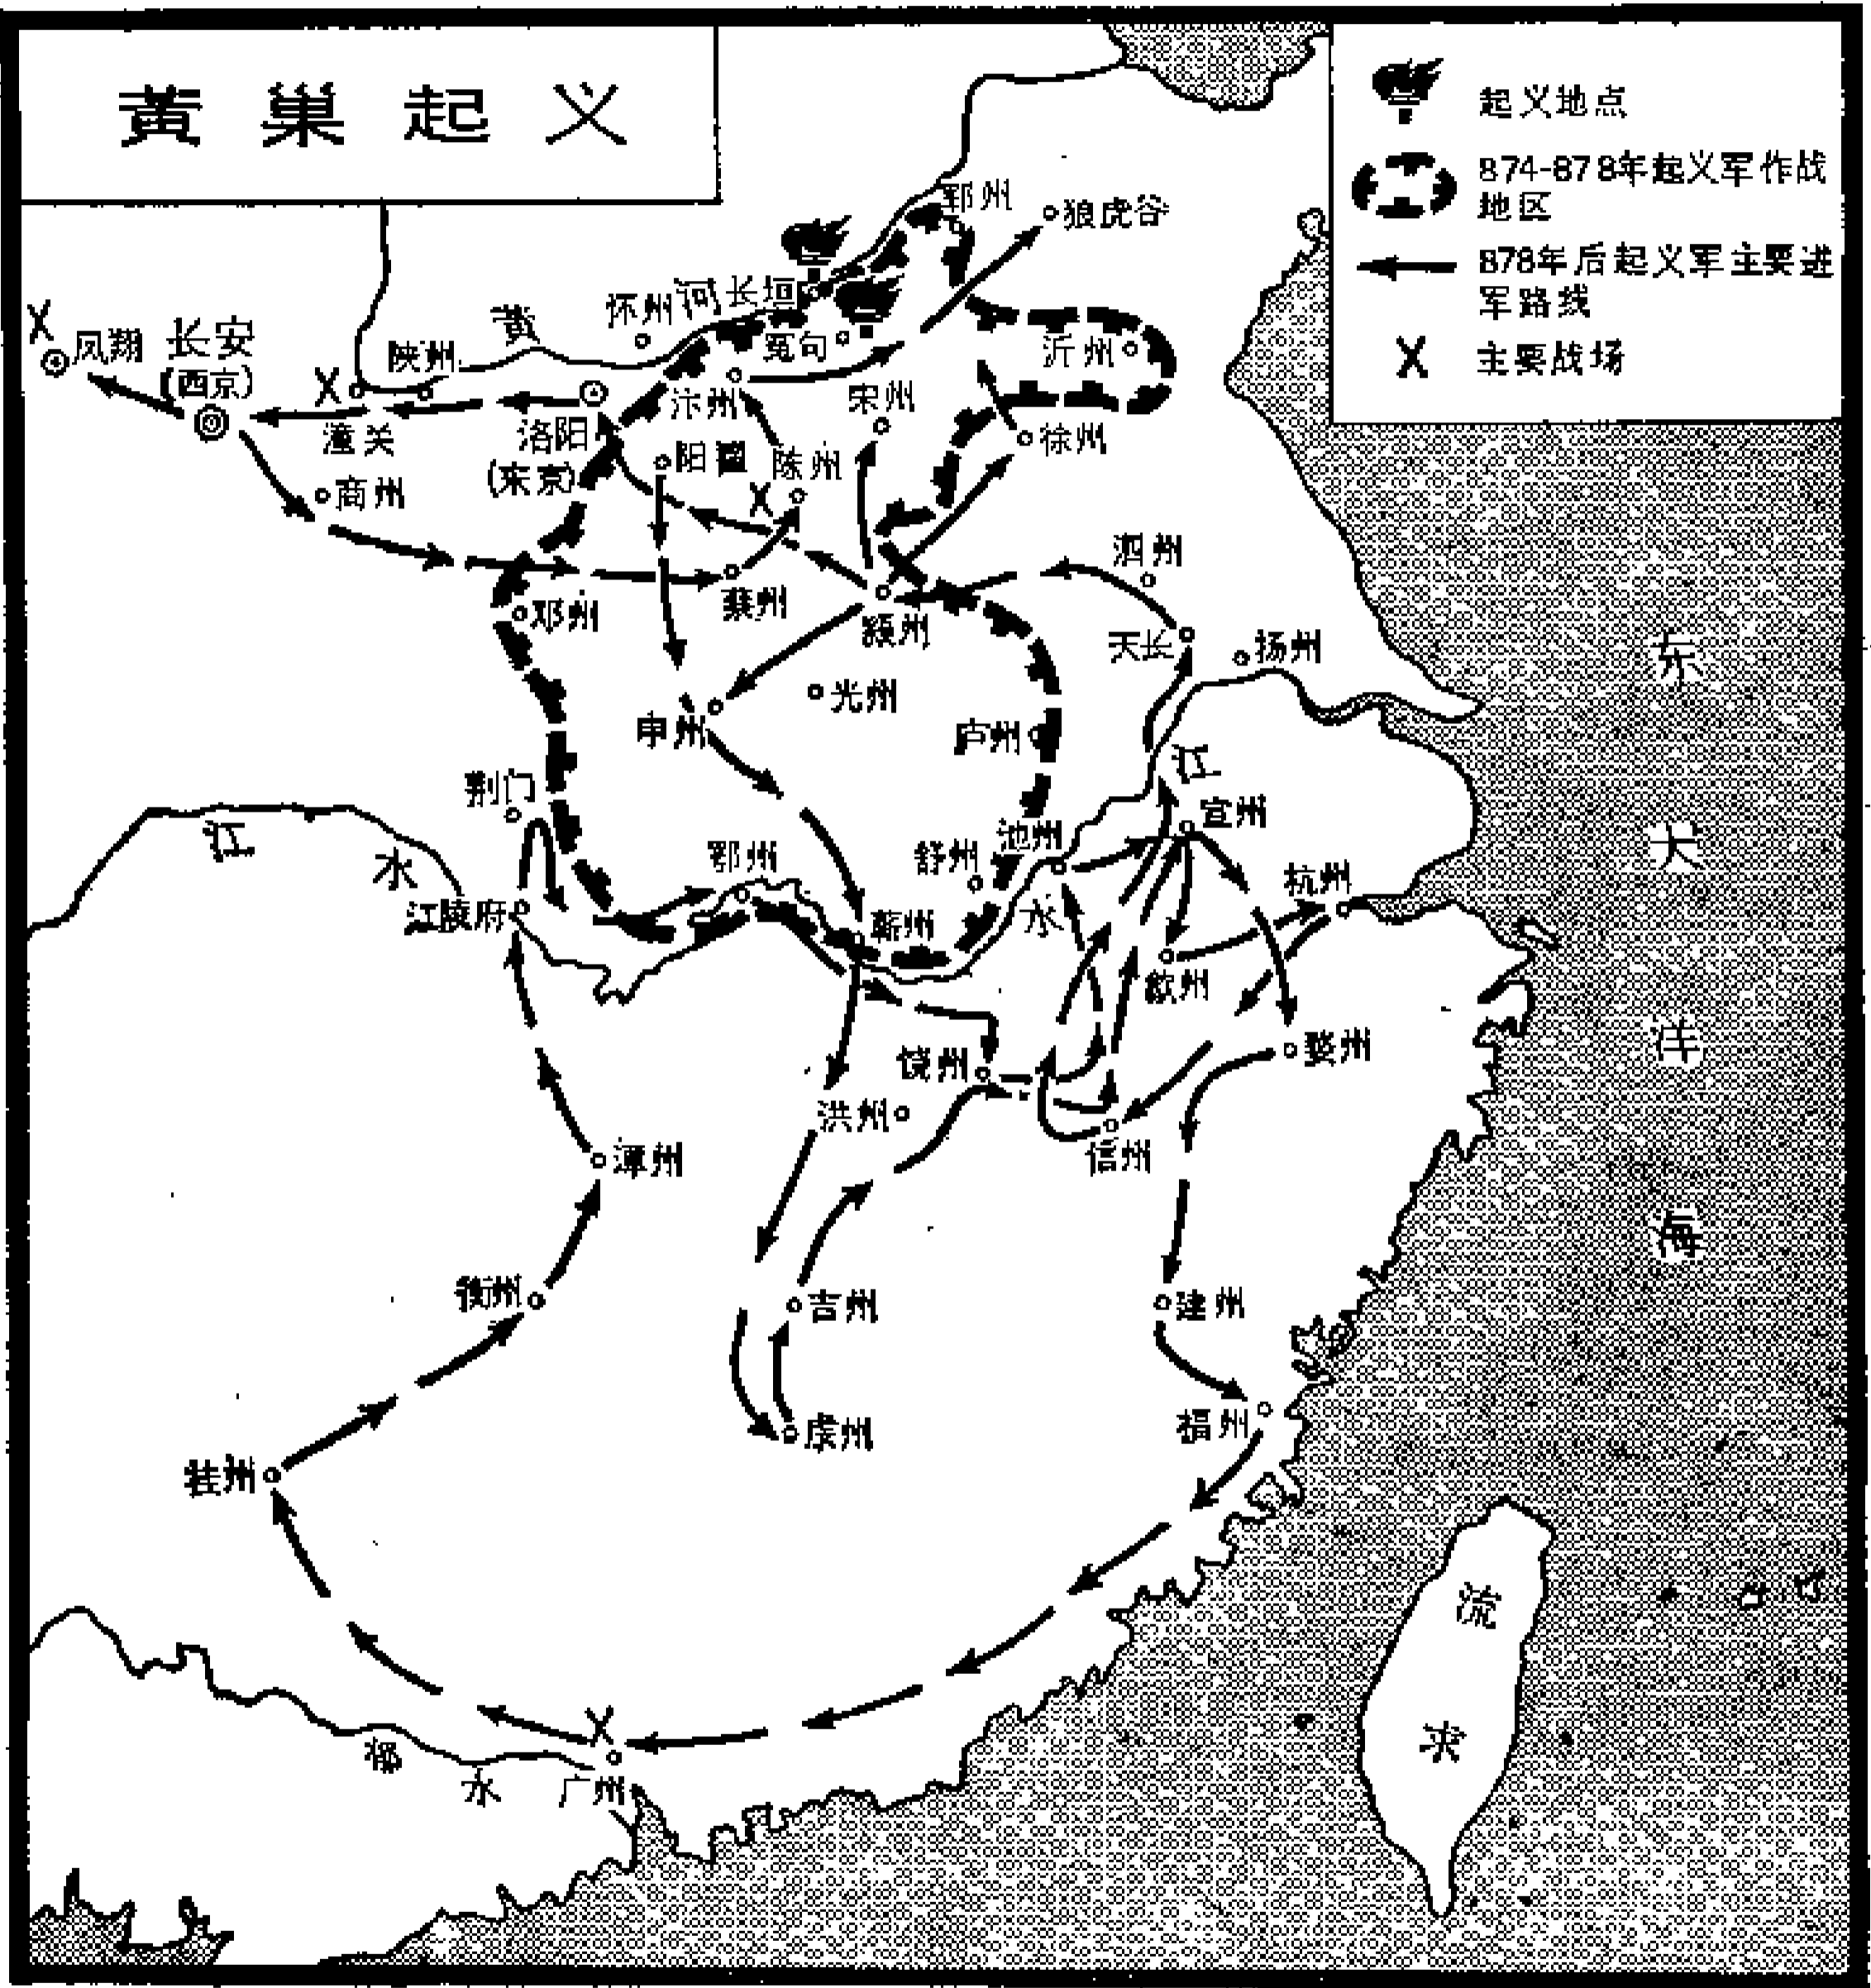 黄巢起义
起义地点
874-878年起义军作战
地区
878年后起义军主要进
军路线
主要战场
郓州
狼虎谷
怀州
河
长垣
黄
冤句
沂州
凤翔
长安
(西京)
陕州
潼关
洛阳
(东京)
汴州
宋州
徐州
阳翟
陈州
商州
泗州
邓州
蔡州
颍州
天长
扬州
光州
申州
庐州
荆门
江
宣州
江
水
鄂州
舒州
池州
杭州
江陵府
蕲州
水
歙州
饶州
婺州
洪州
信州
潭州
衡州
吉州
建州
虔州
福州
桂州
广州
郁
水
东
大
洋
海
流
求